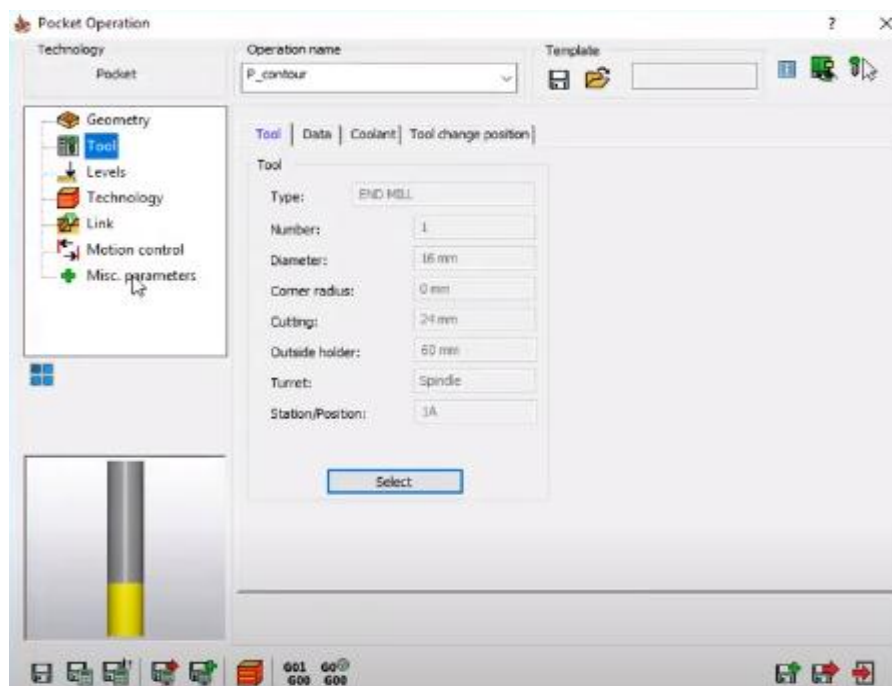 Pocket Operation
Technology
Pocket
Operation name
P_contour
Template
Geometry
Tool
Levels
Technology
Link
Motion control
Misc. parameters
Tool Data Coolant Tool change position
Tool
Type: END MILL
Number: 1
Diameter: 16 mm
Corner radius: 0 mm
Cutting: 24 mm
Outside holder: 60 mm
Turret: Spindle
Station/Position: 1A
Select
G01 G0
G00 G00